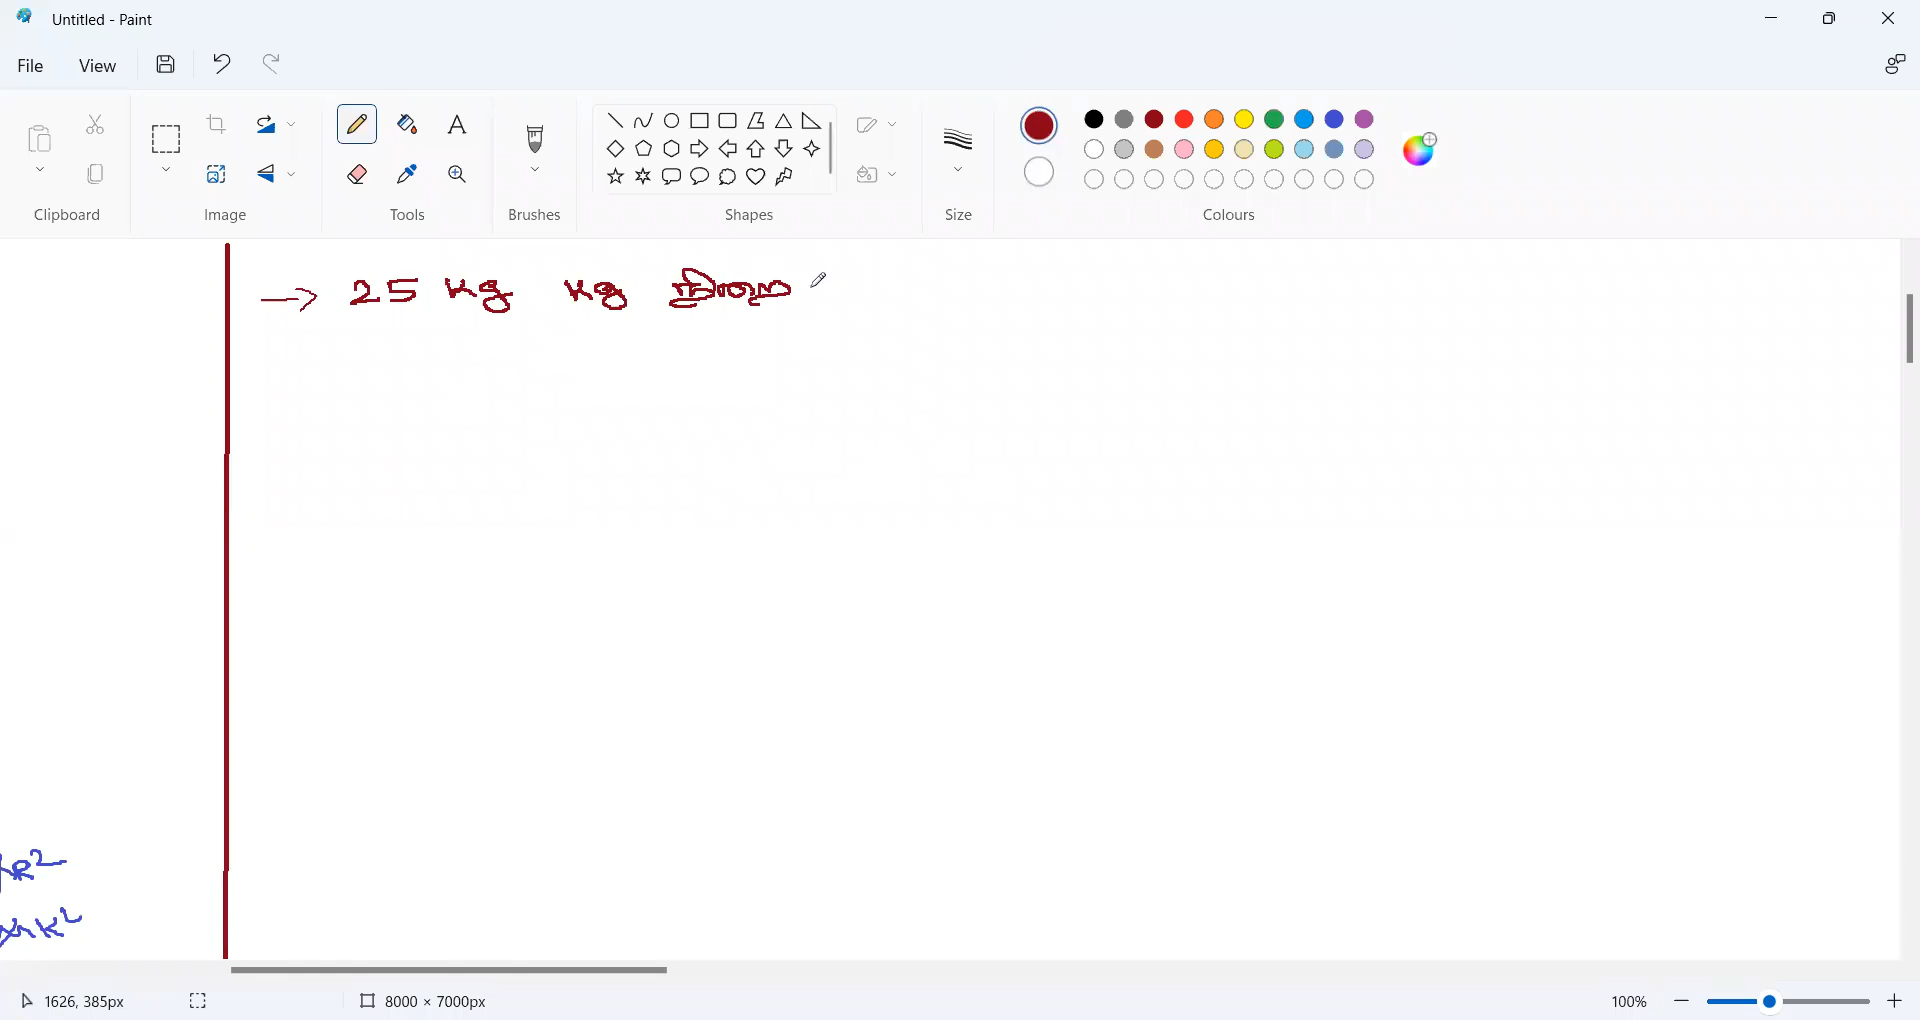 Untitled - Paint
File View
Clipboard Image Tools Brushes Shapes Size Colours
→ 25 kg kg
1626, 385px 8000 × 7000px 100%